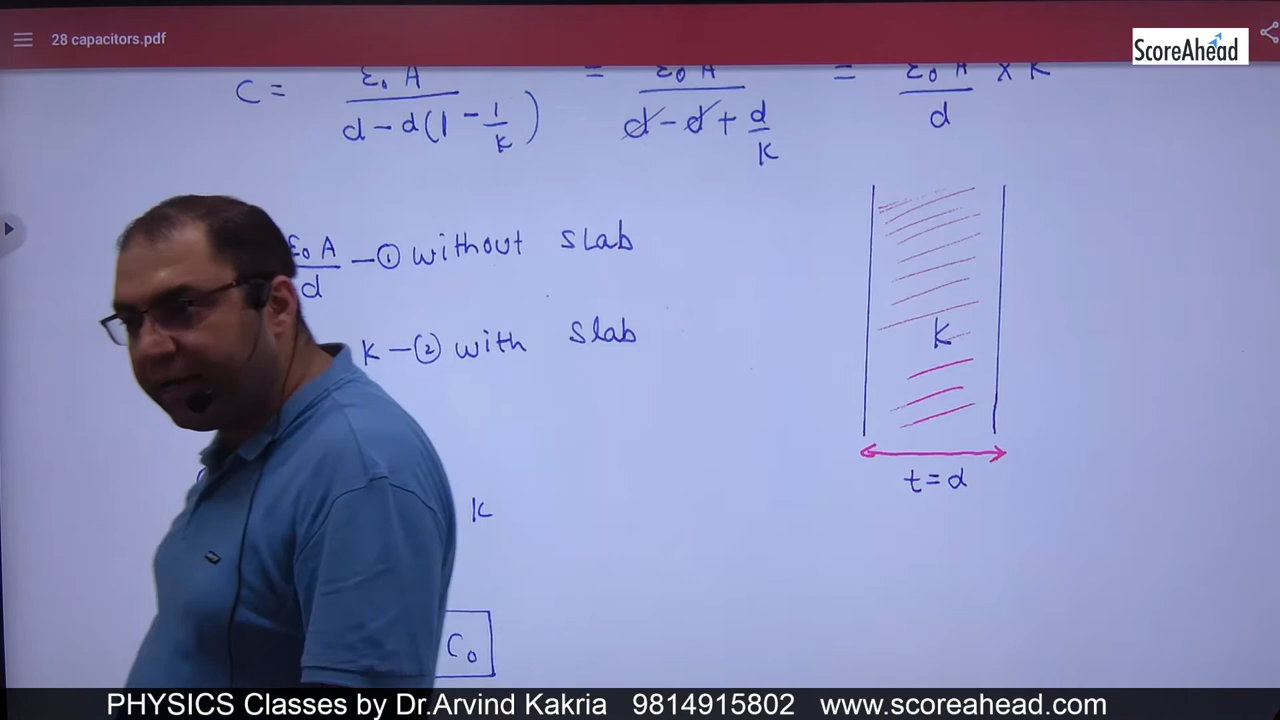 28 capacitors.pdf
ScoreAhead
C = ε₀ A / d - d(1 - 1/k) = ε₀ A / d - d + d/k = ε₀ A / d × K
ε₀ A / d - ① without slab
K - ② with slab
K
k
t = d
C₀
PHYSICS Classes by Dr.Arvind Kakria 9814915802 www.scoreahead.com